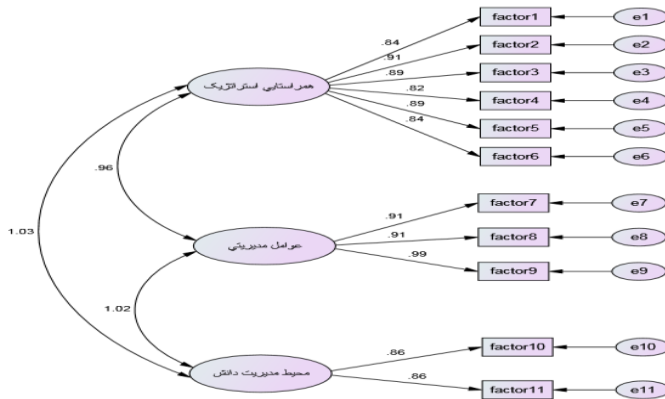 factor1
e1
.84
factor2
e2
.91
factor3
e3
.89
همراستایي استراتژیک
factor4
e4
.82
factor5
e5
.89
factor6
e6
.84
.96
factor7
e7
.91
1.03
عوامل مدیریتي
factor8
e8
.91
factor9
e9
.99
1.02
factor10
e10
.86
محیط مدیریت دانش
factor11
e11
.86